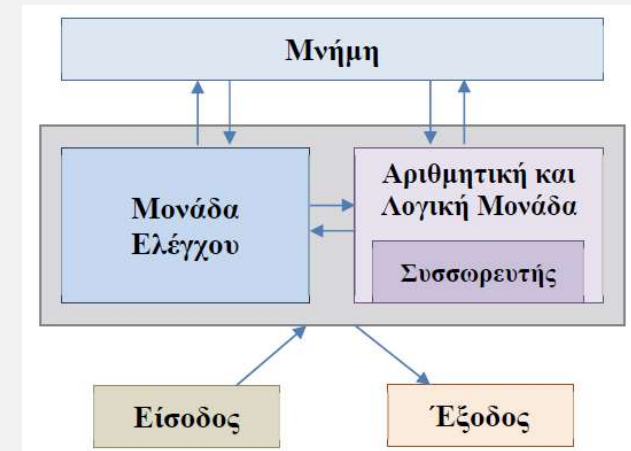 Μνήμη
Μονάδα
Ελέγχου
Αριθμητική και
Λογική Μονάδα
Συσσωρευτής
Είσοδος
Έξοδος